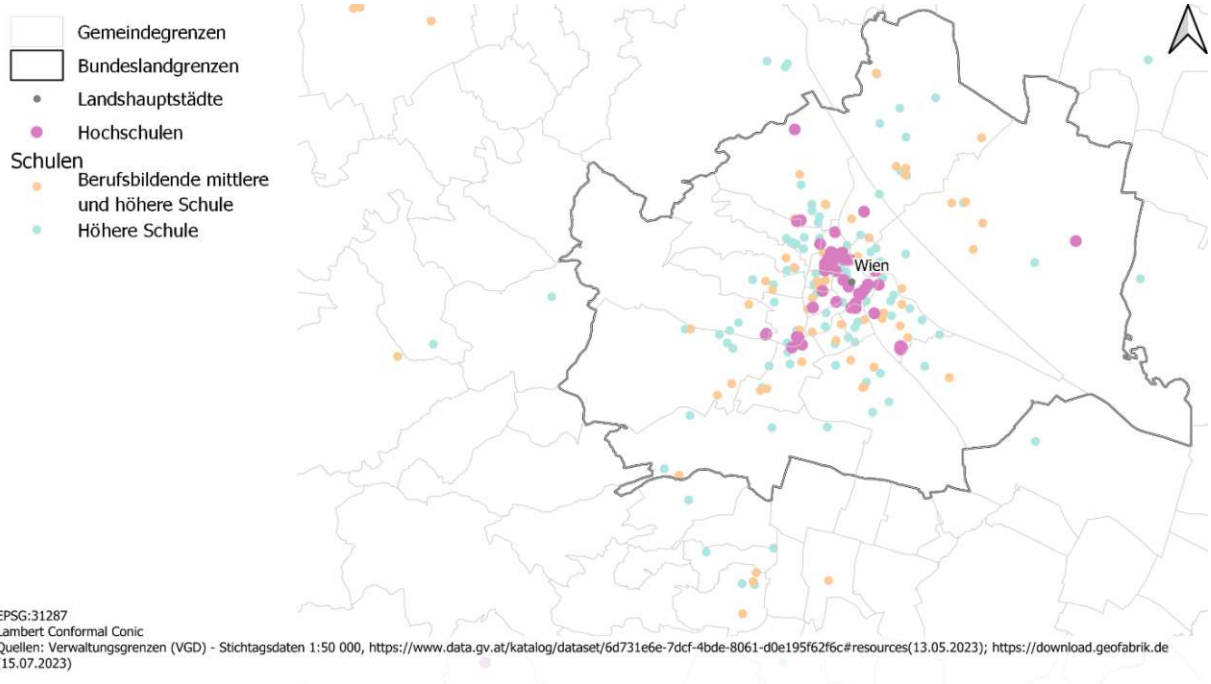 Gemeindegrenzen
Bundeslandgrenzen
Landshauptstädte
Hochschulen
Schulen
Berufsbildende mittlere
und höhere Schule
Höhere Schule
Wien
EPSG:31287
Lambert Conformal Conic
Quellen: Verwaltungsgrenzen (VGD) - Stichtagsdaten 1:50 000, https://www.data.gv.at/katalog/dataset/6d731e6e-7dcf-4bde-8061-d0e195f62f6c#resources(13.05.2023); https://download.geofabrik.de
(15.07.2023)